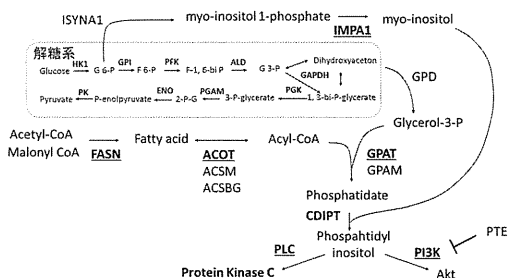 ISYNA1
myo-inositol 1-phosphate
myo-inositol
IMPA1
解糖系
Glucose HK1 G 6-P GPI F 6-P PFK F-1, 6-bi P ALD G 3-P Dihydroxyaceton
GAPDH
GPD
Pyruvate PK P-enolpyruvate ENO 2-P-G PGAM 3-P-glycerate PGK 1, 3-bi-P-glycerate
Glycerol-3-P
Acetyl-CoA
Malonyl CoA
FASN
Fatty acid
ACOT
ACSM
ACSBG
Acyl-CoA
GPAT
GPAM
Phosphatidate
CDIPT
Phospahtidyl
inositol
PLC
PI3K
PTE
Protein Kinase C
Akt